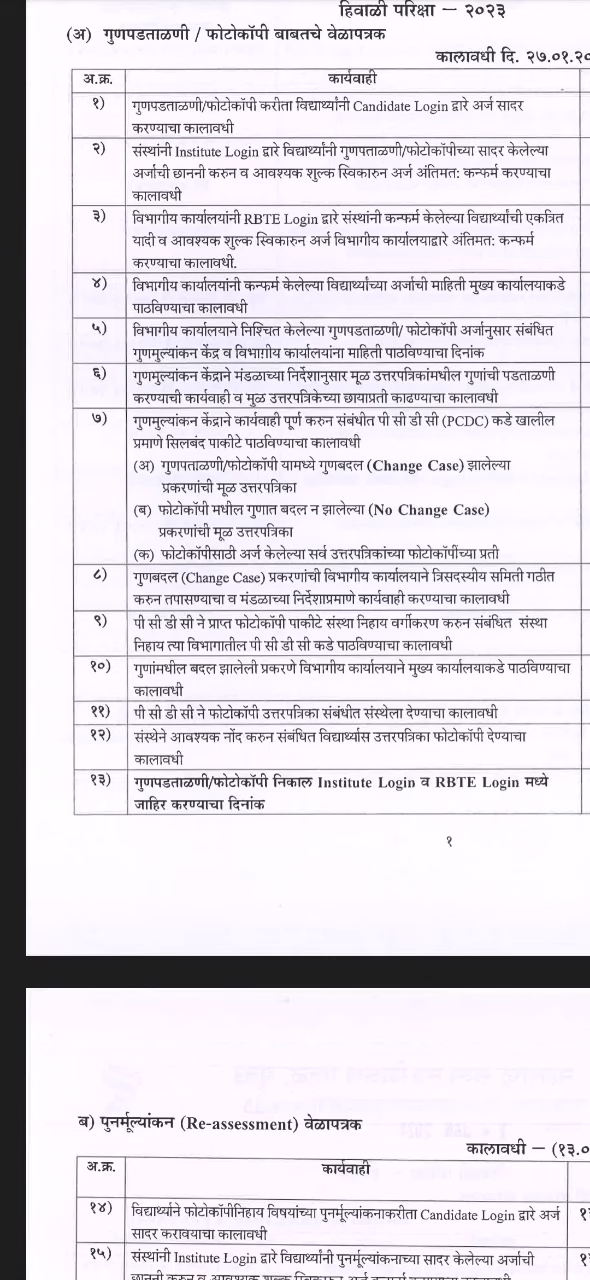 हिवाळी परिक्षा – २०२३
(अ) गुणपडताळणी / फोटोकॉपी बाबतचे वेळापत्रक
कालावधी दि. २७.०१.२०
अ.क्र. कार्यवाही
१) गुणपडताळणी/फोटोकॉपी करीता विद्यार्थ्यांनी Candidate Login द्वारे अर्ज सादर
करण्याचा कालावधी
२) संस्थांनी Institute Login द्वारे विद्यार्थ्यांनी गुणपताळणी/फोटोकॉपीच्या सादर केलेल्या
अर्जाची छाननी करुन व आवश्यक शुल्क स्विकारुन अर्ज अंतिमत: कन्फर्म करण्याचा
कालावधी
३) विभागीय कार्यालयांनी RBTE Login द्वारे संस्थांनी कन्फर्म केलेल्या विद्यार्थ्यांची एकत्रित
यादी व आवश्यक शुल्क स्विकारुन अर्ज विभागीय कार्यालयाद्वारे अंतिमत: कन्फर्म
करण्याचा कालावधी.
४) विभागीय कार्यालयांनी कन्फर्म केलेल्या विद्यार्थ्यांच्या अर्जाची माहिती मुख्य कार्यालयाकडे
पाठविण्याचा कालावधी
५) विभागीय कार्यालयाने निश्चित केलेल्या गुणपडताळणी/ फोटोकॉपी अर्जानुसार संबंधित
गुणमुल्यांकन केंद्र व विभागीय कार्यालयांना माहिती पाठविण्याचा दिनांक
६) गुणमुल्यांकन केंद्राने मंडळाच्या निर्देशानुसार मूळ उत्तरपत्रिकांमधील गुणांची पडताळणी
करण्याची कार्यवाही व मुळ उत्तरपत्रिकेच्या छायाप्रती काढण्याचा कालावधी
७) गुणमुल्यांकन केंद्राने कार्यवाही पूर्ण करुन संबंधीत पी सी डी सी (PCDC) कडे खालील
प्रमाणे सिलबंद पाकीटे पाठविण्याचा कालावधी
(अ) गुणपताळणी/फोटोकॉपी यामध्ये गुणबदल (Change Case) झालेल्या
प्रकरणांची मूळ उत्तरपत्रिका
(ब) फोटोकॉपी मधील गुणात बदल न झालेल्या (No Change Case)
प्रकरणांची मूळ उत्तरपत्रिका
(क) फोटोकॉपीसाठी अर्ज केलेल्या सर्व उत्तरपत्रिकांच्या फोटोकॉपींच्या प्रती
८) गुणबदल (Change Case) प्रकरणांची विभागीय कार्यालयाने त्रिसदस्यीय समिती गठीत
करुन तपासण्याचा व मंडळाच्या निर्देशाप्रमाणे कार्यवाही करण्याचा कालावधी
९) पी सी डी सी ने प्राप्त फोटोकॉपी पाकीटे संस्था निहाय वर्गीकरण करुन संबंधित संस्था
निहाय त्या विभागातील पी सी डी सी कडे पाठविण्याचा कालावधी
१०) गुणांमधील बदल झालेली प्रकरणे विभागीय कार्यालयाने मुख्य कार्यालयाकडे पाठविण्याचा
कालावधी
११) पी सी डी सी ने फोटोकॉपी उत्तरपत्रिका संबंधीत संस्थेला देण्याचा कालावधी
१२) संस्थेने आवश्यक नोंद करुन संबंधित विद्यार्थ्यास उत्तरपत्रिका फोटोकॉपी देण्याचा
कालावधी
१३) गुणपडताळणी/फोटोकॉपी निकाल Institute Login व RBTE Login मध्ये
जाहिर करण्याचा दिनांक
१
ब) पुनर्मूल्यांकन (Re-assessment) वेळापत्रक
कालावधी – (१३.०
अ.क्र. कार्यवाही
१४) विद्यार्थ्याने फोटोकॉपीनिहाय विषयांच्या पुनर्मूल्यांकनाकरीता Candidate Login द्वारे अर्ज
सादर करावयाचा कालावधी
१५) संस्थांनी Institute Login द्वारे विद्यार्थ्यांनी पुनर्मूल्यांकनाच्या सादर केलेल्या अर्जाची